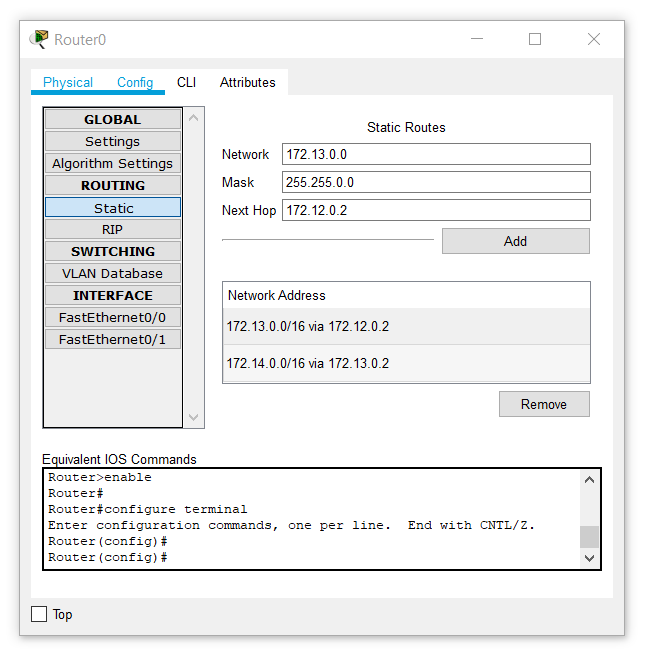 Router0
Physical Config CLI Attributes
GLOBAL
Settings
Algorithm Settings
ROUTING
Static
RIP
SWITCHING
VLAN Database
INTERFACE
FastEthernet0/0
FastEthernet0/1
Static Routes
Network 172.13.0.0
Mask 255.255.0.0
Next Hop 172.12.0.2
Add
Network Address
172.13.0.0/16 via 172.12.0.2
172.14.0.0/16 via 172.13.0.2
Remove
Equivalent IOS Commands
Router>enable
Router#
Router#configure terminal
Enter configuration commands, one per line.  End with CNTL/Z.
Router(config)#
Router(config)#
Top